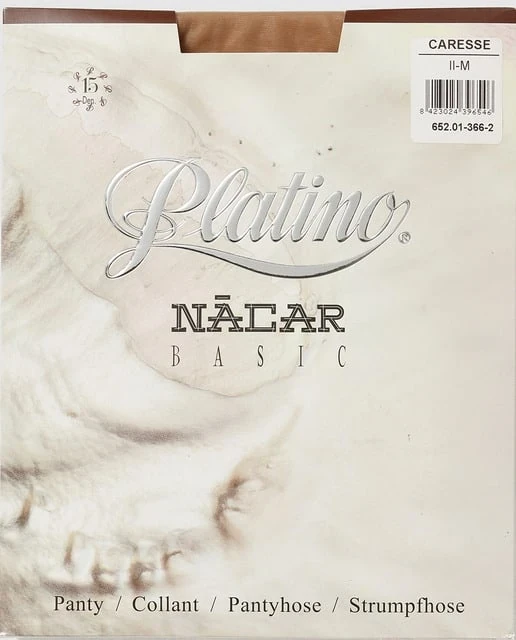 CARESSE
II-M
8 423024 396546
652.01-366-2
15
Den.
Platino®
NĀCAR
BASIC
Panty / Collant / Pantyhose / Strumpfhose